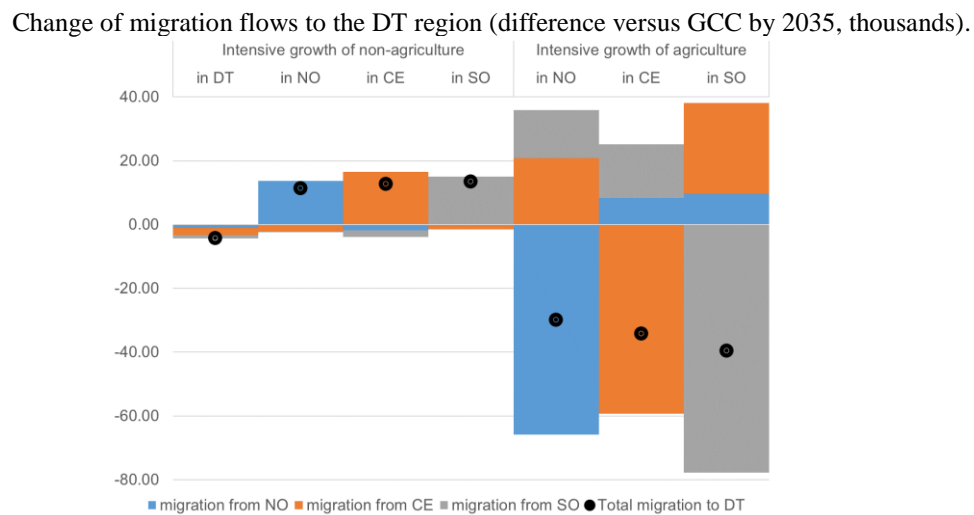 Change of migration flows to the DT region (difference versus GCC by 2035, thousands).
Intensive growth of non-agriculture Intensive growth of agriculture
in DT in NO in CE in SO in NO in CE in SO
40.00
20.00
0.00
-20.00
-40.00
-60.00
-80.00
migration from NO migration from CE migration from SO Total migration to DT